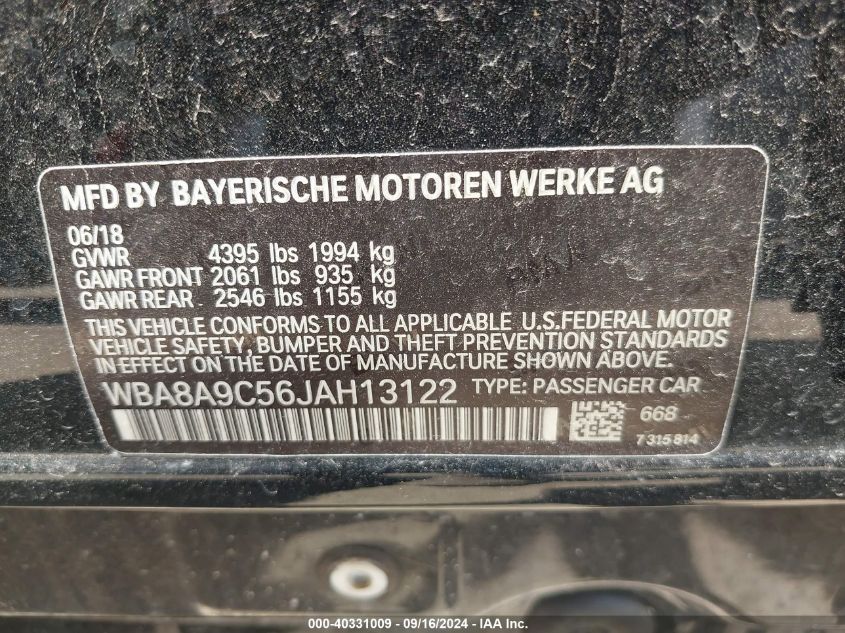 MFD BY BAYERISCHE MOTOREN WERKE AG
06/18
GVWR 4395 lbs 1994 kg
GAWR FRONT 2061 lbs 935 kg
GAWR REAR 2546 lbs 1155 kg
THIS VEHICLE CONFORMS TO ALL APPLICABLE U.S.FEDERAL MOTOR
VEHICLE SAFETY, BUMPER AND THEFT PREVENTION STANDARDS
IN EFFECT ON THE DATE OF MANUFACTURE SHOWN ABOVE.
WBA8A9C56JAH13122 TYPE: PASSENGER CAR
668
7315814
000-40331009 - 09/16/2024 - IAA Inc.